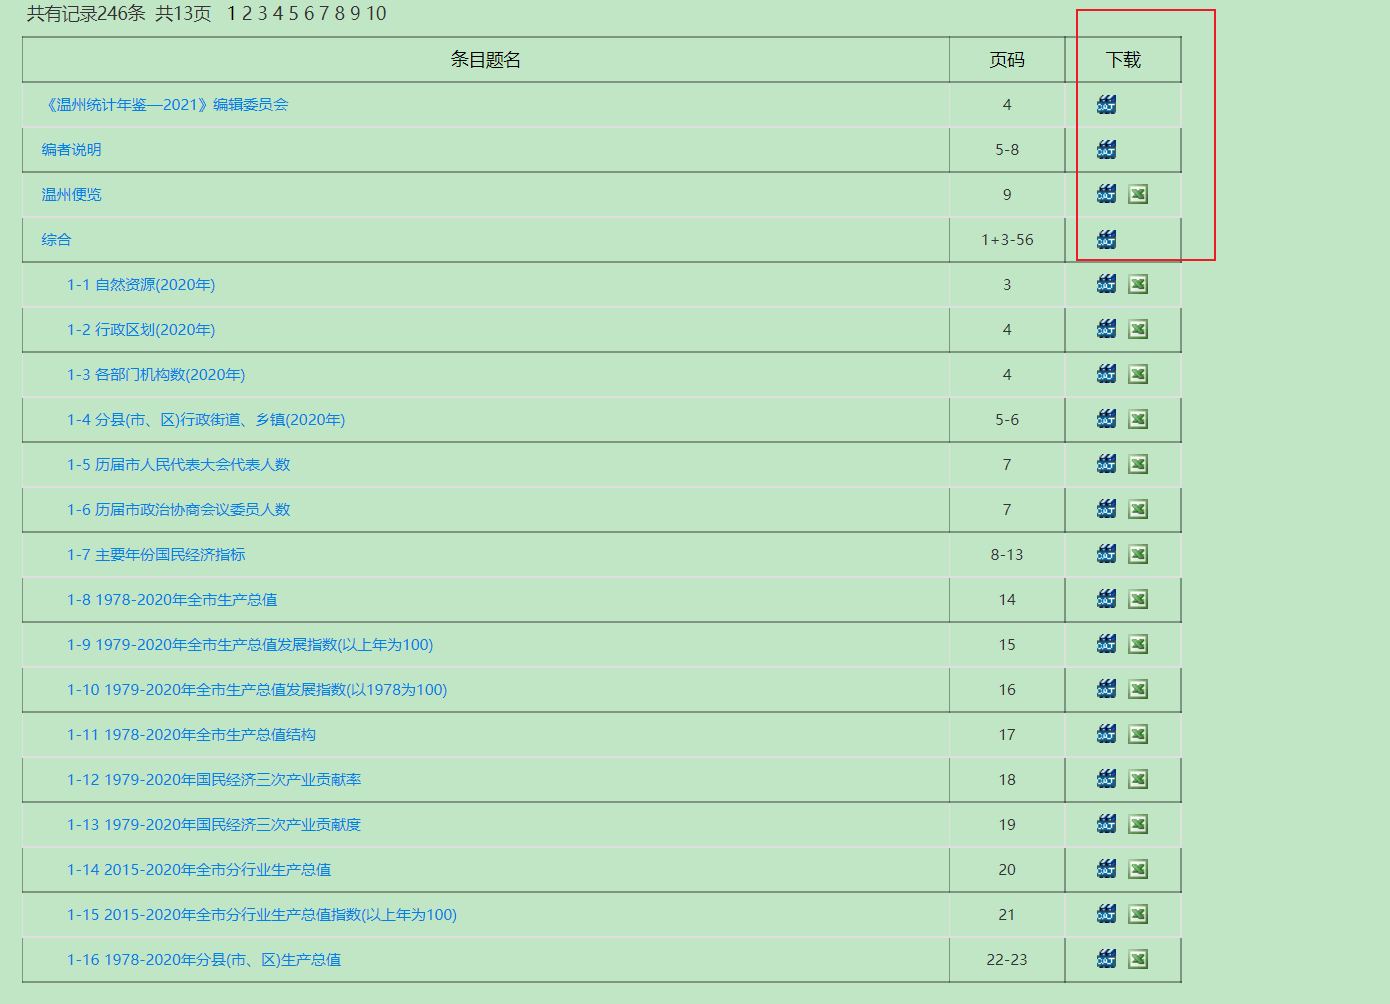 共有记录246条 共13页 1 2 3 4 5 6 7 8 9 10
条目题名 页码 下载
《温州统计年鉴—2021》编辑委员会 4 CAJ
编者说明 5-8 CAJ
温州便览 9 CAJ
综合 1+3-56 CAJ
1-1 自然资源(2020年) 3 CAJ
1-2 行政区划(2020年) 4 CAJ
1-3 各部门机构数(2020年) 4 CAJ
1-4 分县(市、区)行政街道、乡镇(2020年) 5-6 CAJ
1-5 历届市人民代表大会代表人数 7 CAJ
1-6 历届市政治协商会议委员人数 7 CAJ
1-7 主要年份国民经济指标 8-13 CAJ
1-8 1978-2020年全市生产总值 14 CAJ
1-9 1979-2020年全市生产总值发展指数(以上年为100) 15 CAJ
1-10 1979-2020年全市生产总值发展指数(以1978为100) 16 CAJ
1-11 1978-2020年全市生产总值结构 17 CAJ
1-12 1979-2020年国民经济三次产业贡献率 18 CAJ
1-13 1979-2020年国民经济三次产业贡献度 19 CAJ
1-14 2015-2020年全市分行业生产总值 20 CAJ
1-15 2015-2020年全市分行业生产总值指数(以上年为100) 21 CAJ
1-16 1978-2020年分县(市、区)生产总值 22-23 CAJ